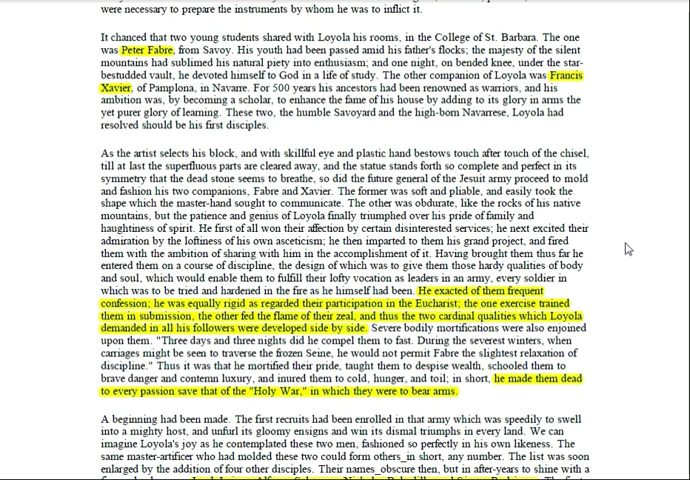 were necessary to prepare the instruments by whom he was to inflict it.
It chanced that two young students shared with Loyola his rooms, in the College of St. Barbara. The one
was Peter Fabre, from Savoy. His youth had been passed amid his father's flocks; the majesty of the silent
mountains had sublimed his natural piety into enthusiasm; and one night, on bended knee, under the star-
bestudded vault, he devoted himself to God in a life of study. The other companion of Loyola was Francis
Xavier, of Pamplona, in Navarre. For 500 years his ancestors had been renowned as warriors, and his
ambition was, by becoming a scholar, to enhance the fame of his house by adding to its glory in arms the
yet purer glory of learning. These two, the humble Savoyard and the high-born Navarrese, Loyola had
resolved should be his first disciples.
As the artist selects his block, and with skillful eye and plastic hand bestows touch after touch of the chisel,
till at last the superfluous parts are cleared away, and the statue stands forth so complete and perfect in its
symmetry that the dead stone seems to breathe, so did the future general of the Jesuit army proceed to mold
and fashion his two companions, Fabre and Xavier. The former was soft and pliable, and easily took the
shape which the master-hand sought to communicate. The other was obdurate, like the rocks of his native
mountains, but the patience and genius of Loyola finally triumphed over his pride of family and
haughtiness of spirit. He first of all won their affection by certain disinterested services; he next excited their
admiration by the loftiness of his own asceticism; he then imparted to them his grand project, and fired
them with the ambition of sharing with him in the accomplishment of it. Having brought them thus far he
entered them on a course of discipline, the design of which was to give them those hardy qualities of body
and soul, which would enable them to fulfill their lofty vocation as leaders in an army, every soldier in
which was to be tried and hardened in the fire as he himself had been. He exacted of them frequent
confession; he was equally rigid as regarded their participation in the Eucharist; the one exercise trained
them in submission, the other fed the flame of their zeal, and thus the two cardinal qualities which Loyola
demanded in all his followers were developed side by side. Severe bodily mortifications were also enjoined
upon them. "Three days and three nights did he compel them to fast. During the severest winters, when
carriages might be seen to traverse the frozen Seine, he would not permit Fabre the slightest relaxation of
discipline." Thus it was that he mortified their pride, taught them to despise wealth, schooled them to
brave danger and contemn luxury, and inured them to cold, hunger, and toil; in short, he made them dead
to every passion save that of the "Holy War," in which they were to bear arms.
A beginning had been made. The first recruits had been enrolled in that army which was speedily to swell
into a mighty host, and unfurl its gloomy ensigns and win its dismal triumphs in every land. We can
imagine Loyola's joy as he contemplated these two men, fashioned so perfectly in his own likeness. The
same master-artificer who had molded these two could form others_in short, any number. The list was soon
enlarged by the addition of four other disciples. Their names_obscure then, but in after-years to shine with a